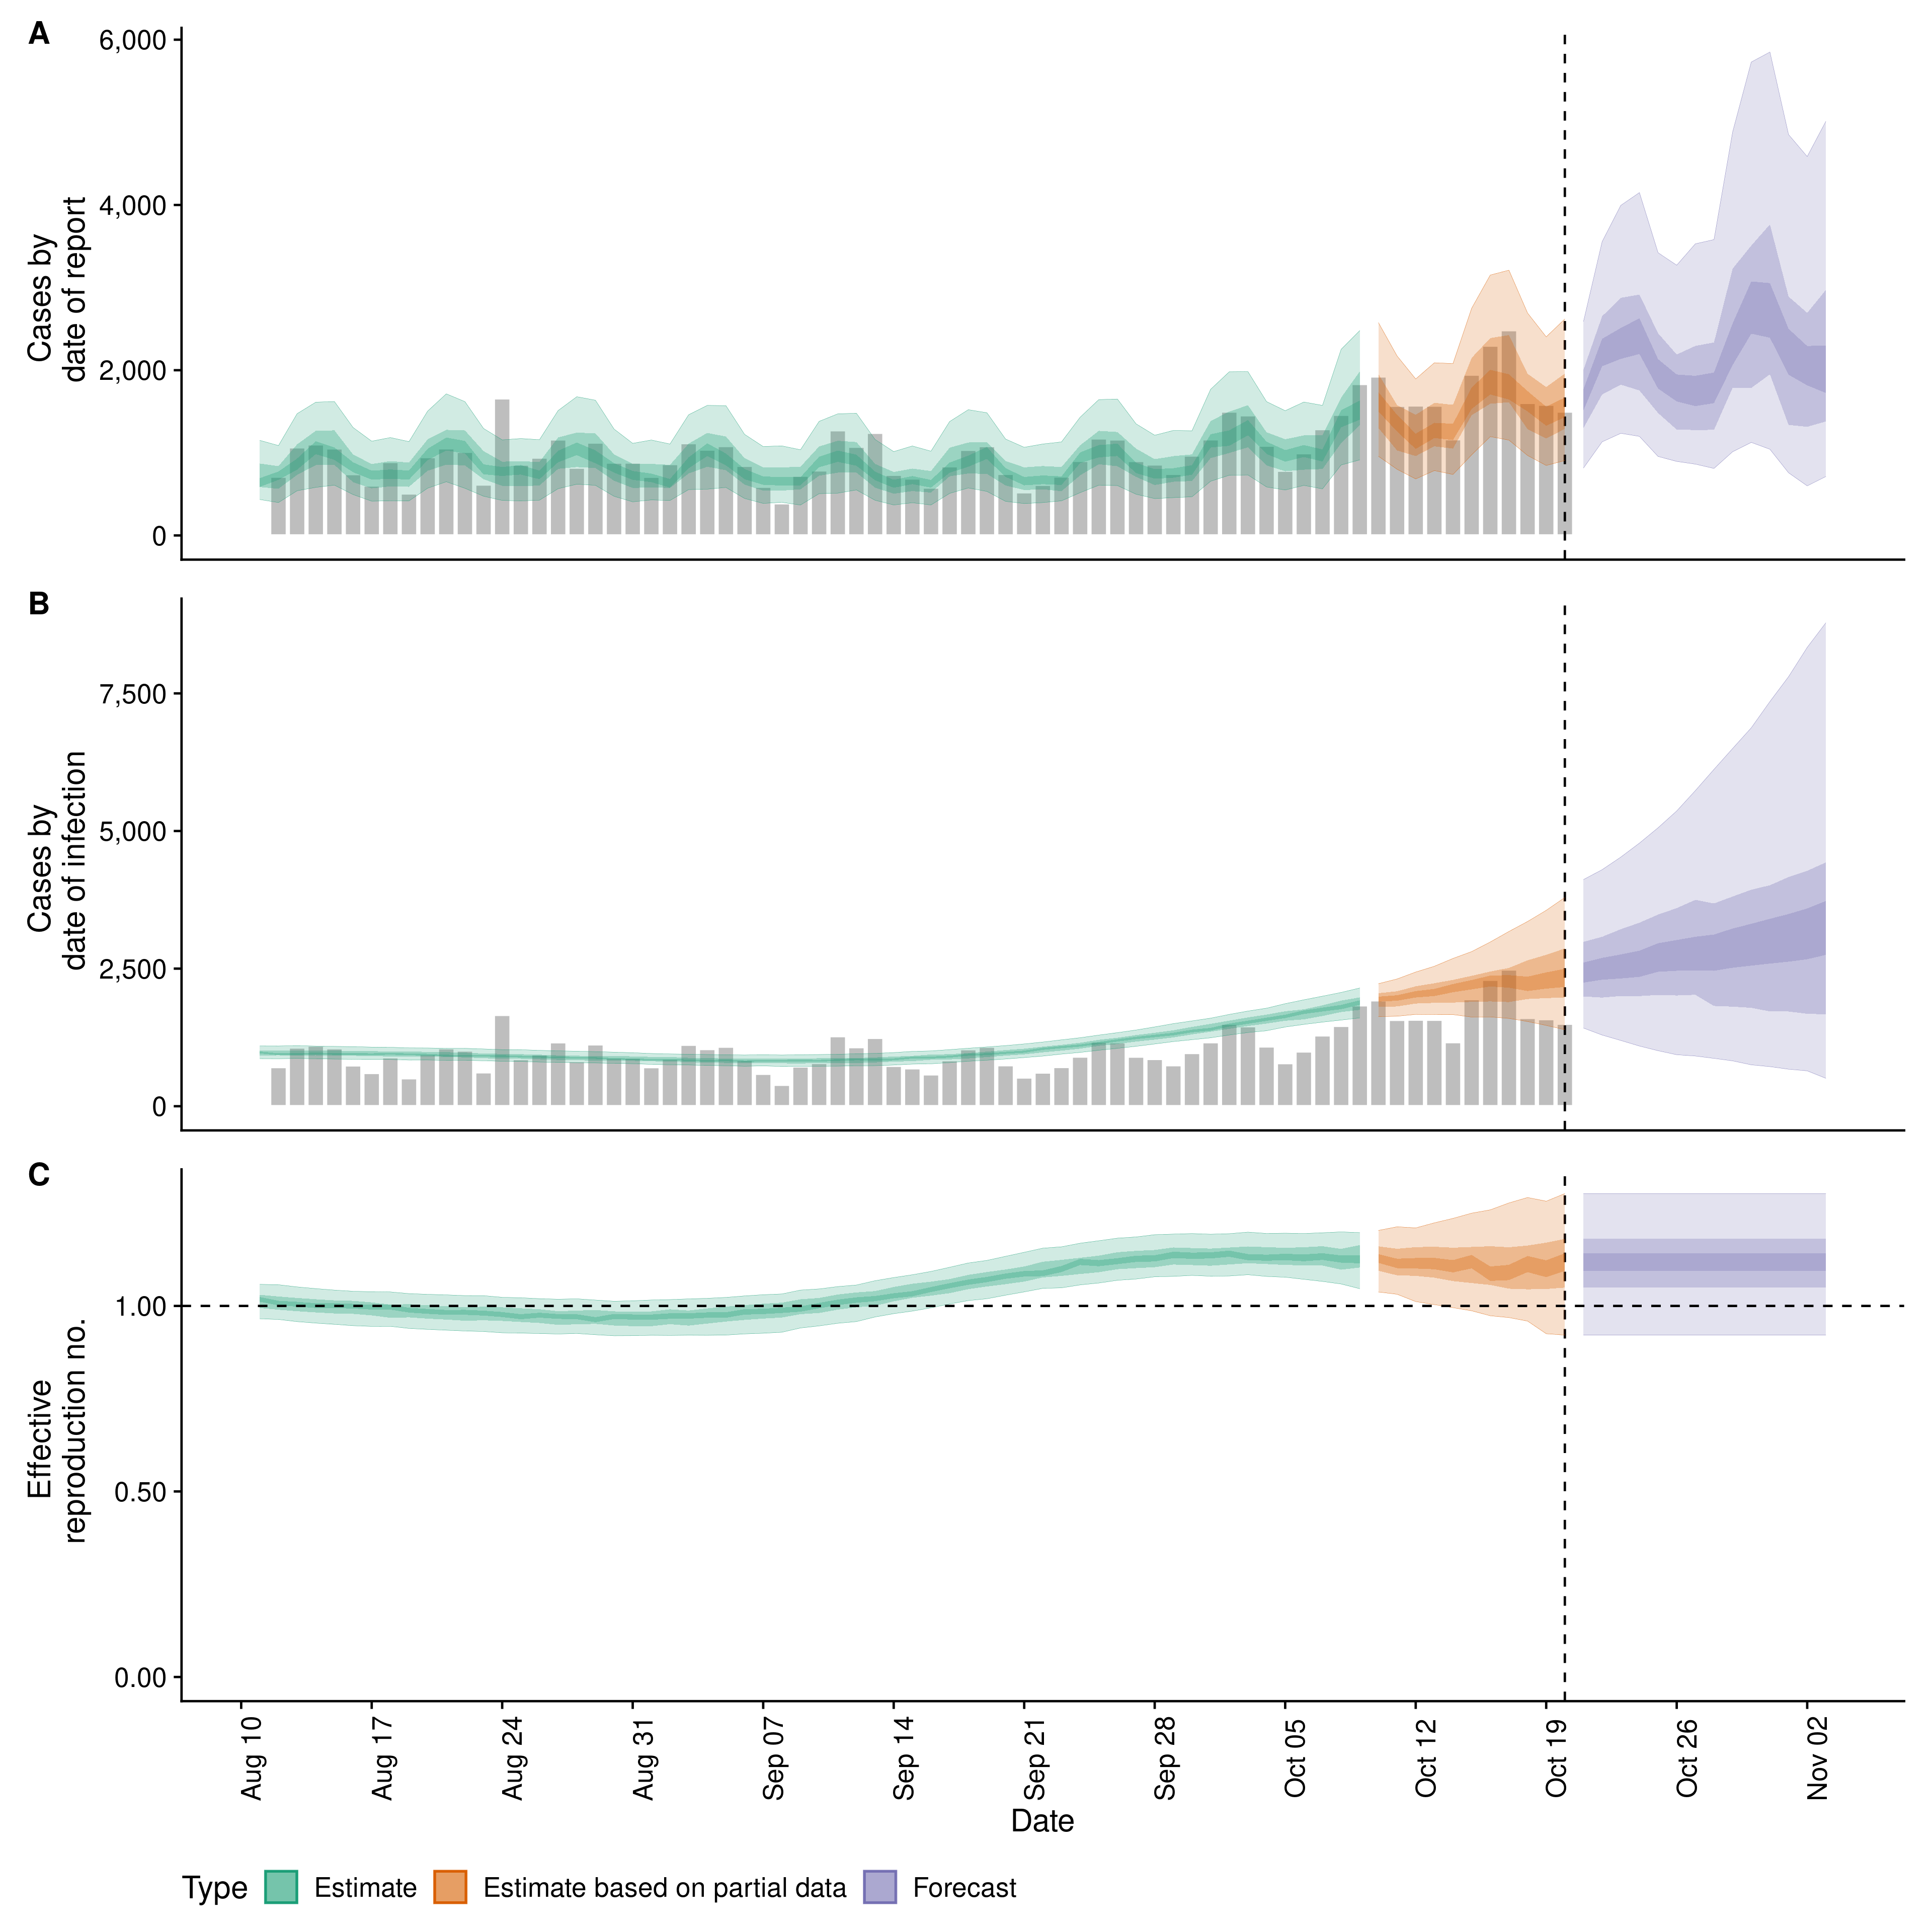 A
Cases by
date of report
6,000
4,000
2,000
0
B
Cases by
date of infection
7,500
5,000
2,500
0
C
Effective
reproduction no.
1.00
0.50
0.00
Aug 10
Aug 17
Aug 24
Aug 31
Sep 07
Sep 14
Sep 21
Sep 28
Oct 05
Oct 12
Oct 19
Oct 26
Nov 02
Date
Type Estimate Estimate based on partial data Forecast